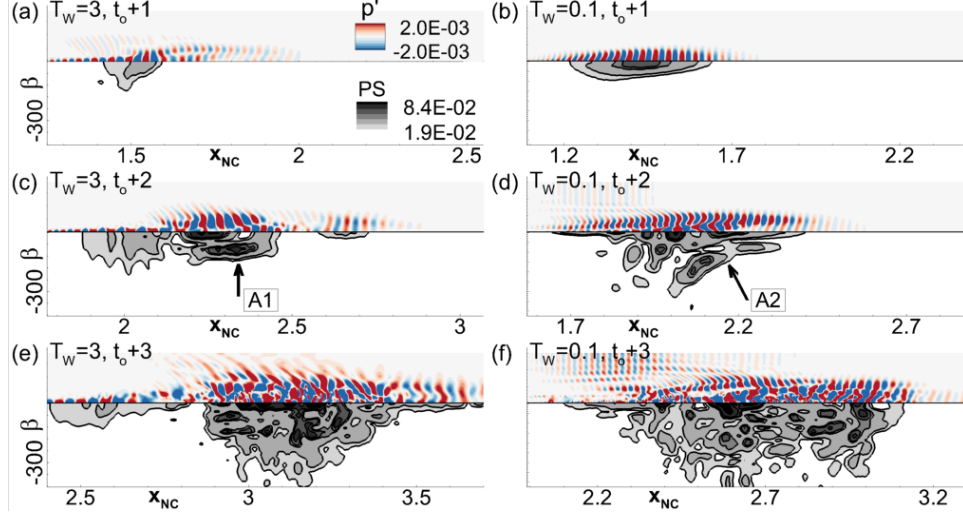 (a) T_W=3, t_o+1
p'
2.0E-03
-2.0E-03
PS
8.4E-02
1.9E-02
-300 β
1.5 x_NC 2 2.5
(b) T_W=0.1, t_o+1
1.2 x_NC 1.7 2.2
(c) T_W=3, t_o+2
A1
-300 β
2 x_NC 2.5 3
(d) T_W=0.1, t_o+2
A2
1.7 x_NC 2.2 2.7
(e) T_W=3, t_o+3
-300 β
2.5 x_NC 3 3.5
(f) T_W=0.1, t_o+3
2.2 x_NC 2.7 3.2